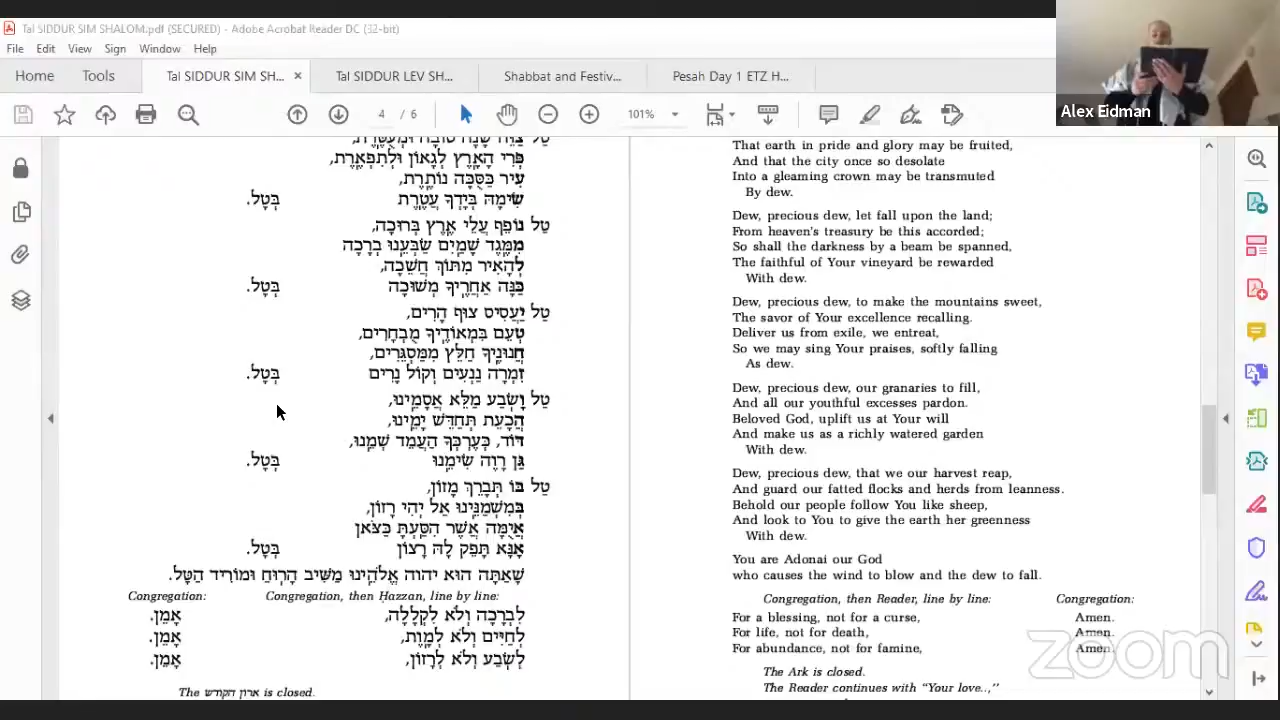 Tal SIDDUR SIM SHALOM.pdf (SECURED) - Adobe Acrobat Reader DC (32-bit)
File Edit View Sign Window Help
Home Tools Tal SIDDUR SIM SH... × Tal SIDDUR LEV SH... Shabbat and Festiv... Pesah Day 1 ETZ H...
4 / 6 101%
Alex Eidman
פְּרִי הָאָֽרֶץ לְגָאוֹן וּלְתִפְאֶֽרֶת,
עִיר כַּסֻּכָּה נוֹתֶֽרֶת,
שִׂימָהּ בְּיָדְךָ עֲטֶֽרֶת בְּטָל.
טַל נוֹפֵף עֲלֵי אֶֽרֶץ בְּרוּכָה,
מִמֶּֽגֶד שָׁמַֽיִם שַׂבְּעֵֽנוּ בְרָכָה
לְהָאִיר מִתּוֹךְ חֲשֵׁכָה,
כַּנָּה אַחֲרֶֽיךָ מְשׁוּכָה בְּטָל.
טַל יַעֲסִיס צוּף הָרִים,
טְעֵם בִּמְאוֹדֶֽיךָ מֻבְחָרִים,
חֲנוּנֶֽיךָ חַלֵּץ מִמַּסְגֵּרִים,
זִמְרָה נַנְעִים וְקוֹל נָרִים בְּטָל.
טַל וָשֹֽׂבַע מַלֵּא אֲסָמֵֽינוּ,
הֲכָעֵת תְּחַדֵּשׁ יָמֵֽינוּ,
דּוֹד, כְּעֶרְכְּךָ הַעֲמֵד שְׁמֵֽנוּ,
גַּן רָוֶה שִׂימֵֽנוּ בְּטָל.
טַל בּוֹ תְּבָרֵךְ מָזוֹן,
בְּמִשְׁמַנֵּֽינוּ אַל יְהִי רָזוֹן,
אֲיֻמָּה אֲשֶׁר הִסַּֽעְתָּ כַּצֹּאן
אָֽנָּא תָּפֵק לָהּ רָצוֹן בְּטָל.
שָׁאַתָּה הוּא יהוה אֱלֹהֵֽינוּ מַשִּׁיב הָרֽוּחַ וּמוֹרִיד הַטָּל.
Congregation: Congregation, then Ḥazzan, line by line:
לִבְרָכָה וְלֹא לִקְלָלָה, אָמֵן.
לְחַיִּים וְלֹא לְמָֽוֶת, אָמֵן.
לְשֹֽׂבַע וְלֹא לְרָזוֹן, אָמֵן.
The ארון הקודש is closed.
That earth in pride and glory may be fruited,
And that the city once so desolate
Into a gleaming crown may be transmuted
By dew.
Dew, precious dew, let fall upon the land;
From heaven's treasury be this accorded;
So shall the darkness by a beam be spanned,
The faithful of Your vineyard be rewarded
With dew.
Dew, precious dew, to make the mountains sweet,
The savor of Your excellence recalling.
Deliver us from exile, we entreat,
So we may sing Your praises, softly falling
As dew.
Dew, precious dew, our granaries to fill,
And all our youthful excesses pardon.
Beloved God, uplift us at Your will
And make us as a richly watered garden
With dew.
Dew, precious dew, that we our harvest reap,
And guard our fatted flocks and herds from leanness.
Behold our people follow You like sheep,
And look to You to give the earth her greenness
With dew.
You are Adonai our God
who causes the wind to blow and the dew to fall.
Congregation, then Reader, line by line: Congregation:
For a blessing, not for a curse, Amen.
For life, not for death, Amen.
For abundance, not for famine, Amen.
The Ark is closed.
The Reader continues with “Your love..,”
zoom